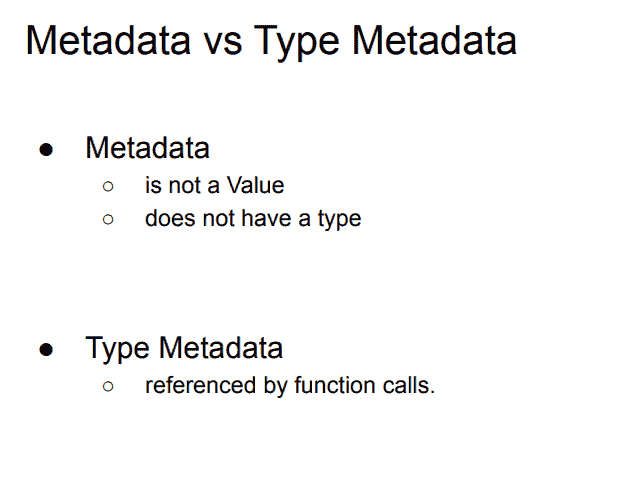 Metadata vs Type Metadata
● Metadata
○ is not a Value
○ does not have a type
● Type Metadata
○ referenced by function calls.